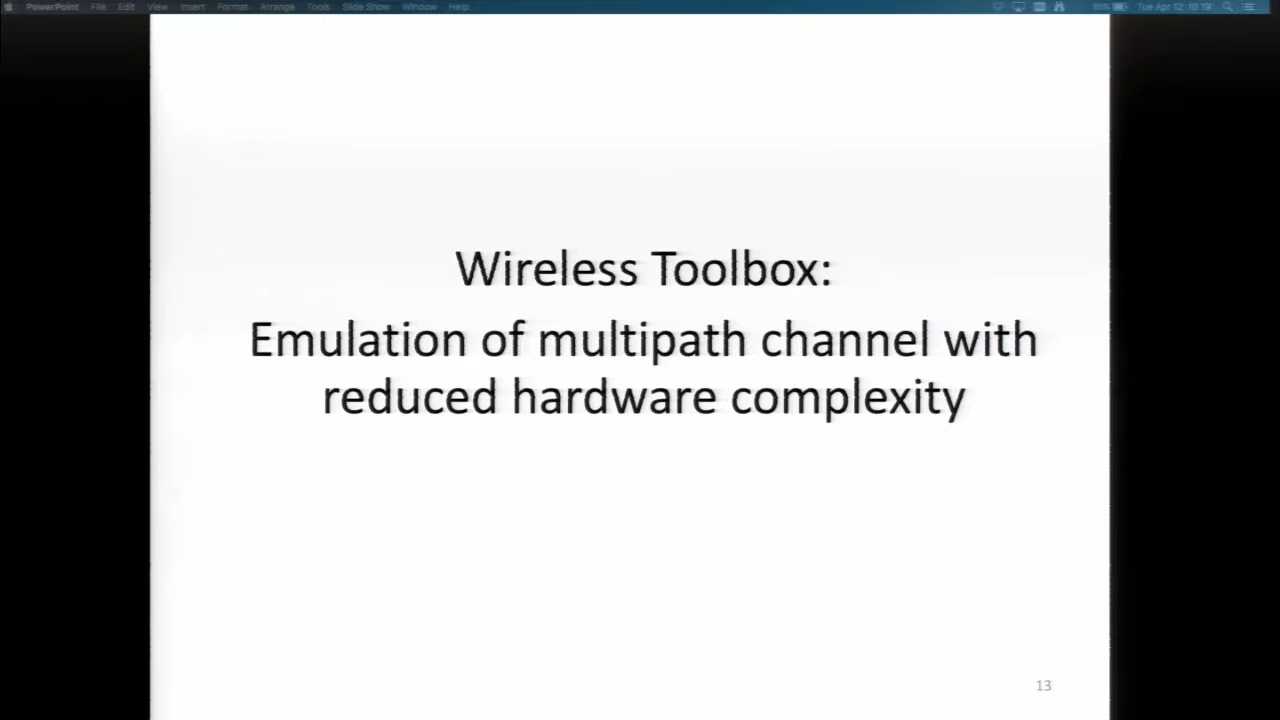 PowerPoint File Edit View Insert Format Arrange Tools Slide Show Window Help Tue Apr 12 10:19
Wireless Toolbox:
Emulation of multipath channel with
reduced hardware complexity
13